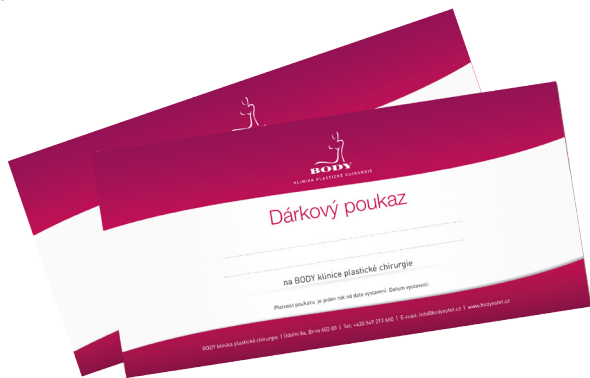 BODY
KLINIKA PLASTICKÉ CHIRURGIE
Dárkový poukaz
na BODY klinice plastické chirurgie
Platnost poukazu je jeden rok od data vystavení. Datum vystavení:
BODY klinika plastické chirurgie | Údolní 8a, Brno 602 00 | Tel: +420 549 213 660 | E-mail: info@bodyestet.cz | www.bodyestet.cz